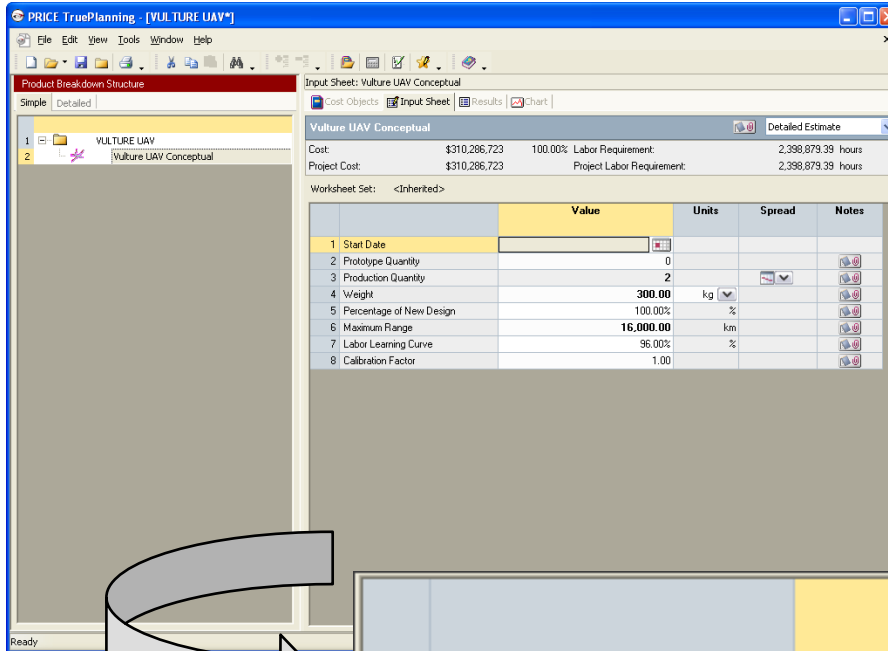 PRICE TruePlanning - [VULTURE UAV*]
File Edit View Tools Window Help
Product Breakdown Structure
Simple Detailed
1 VULTURE UAV
2 Vulture UAV Conceptual
Input Sheet: Vulture UAV Conceptual
Cost Objects Input Sheet Results Chart
Vulture UAV Conceptual Detailed Estimate
Cost: $310,286,723 100.00% Labor Requirement: 2,398,879.39 hours
Project Cost: $310,286,723 Project Labor Requirement: 2,398,879.39 hours
Worksheet Set: <Inherited>
Value Units Spread Notes
1 Start Date
2 Prototype Quantity 0
3 Production Quantity 2
4 Weight 300.00 kg
5 Percentage of New Design 100.00% %
6 Maximum Range 16,000.00 km
7 Labor Learning Curve 96.00% %
8 Calibration Factor 1.00
Ready